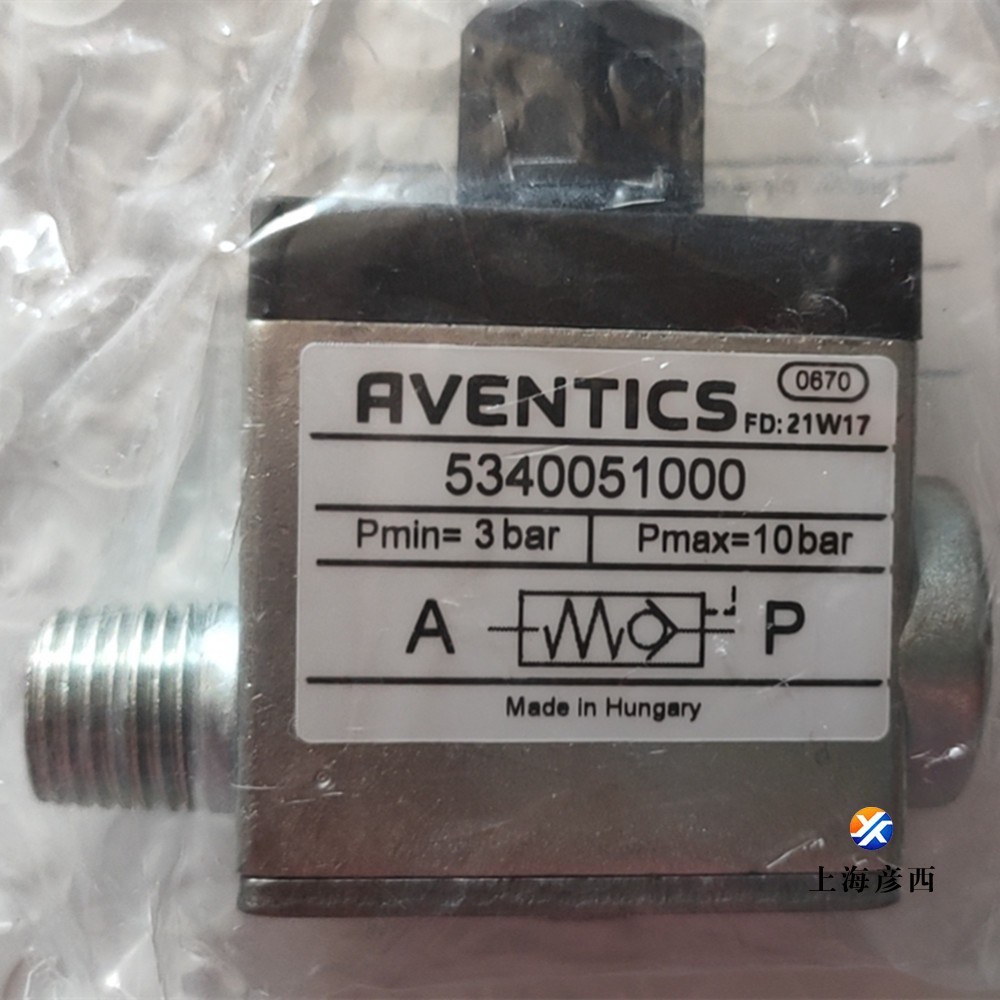 AVENTICS
0670
FD: 21W17
5340051000
Pmin= 3 bar
Pmax=10 bar
A
P
Made in Hungary
上海彦西